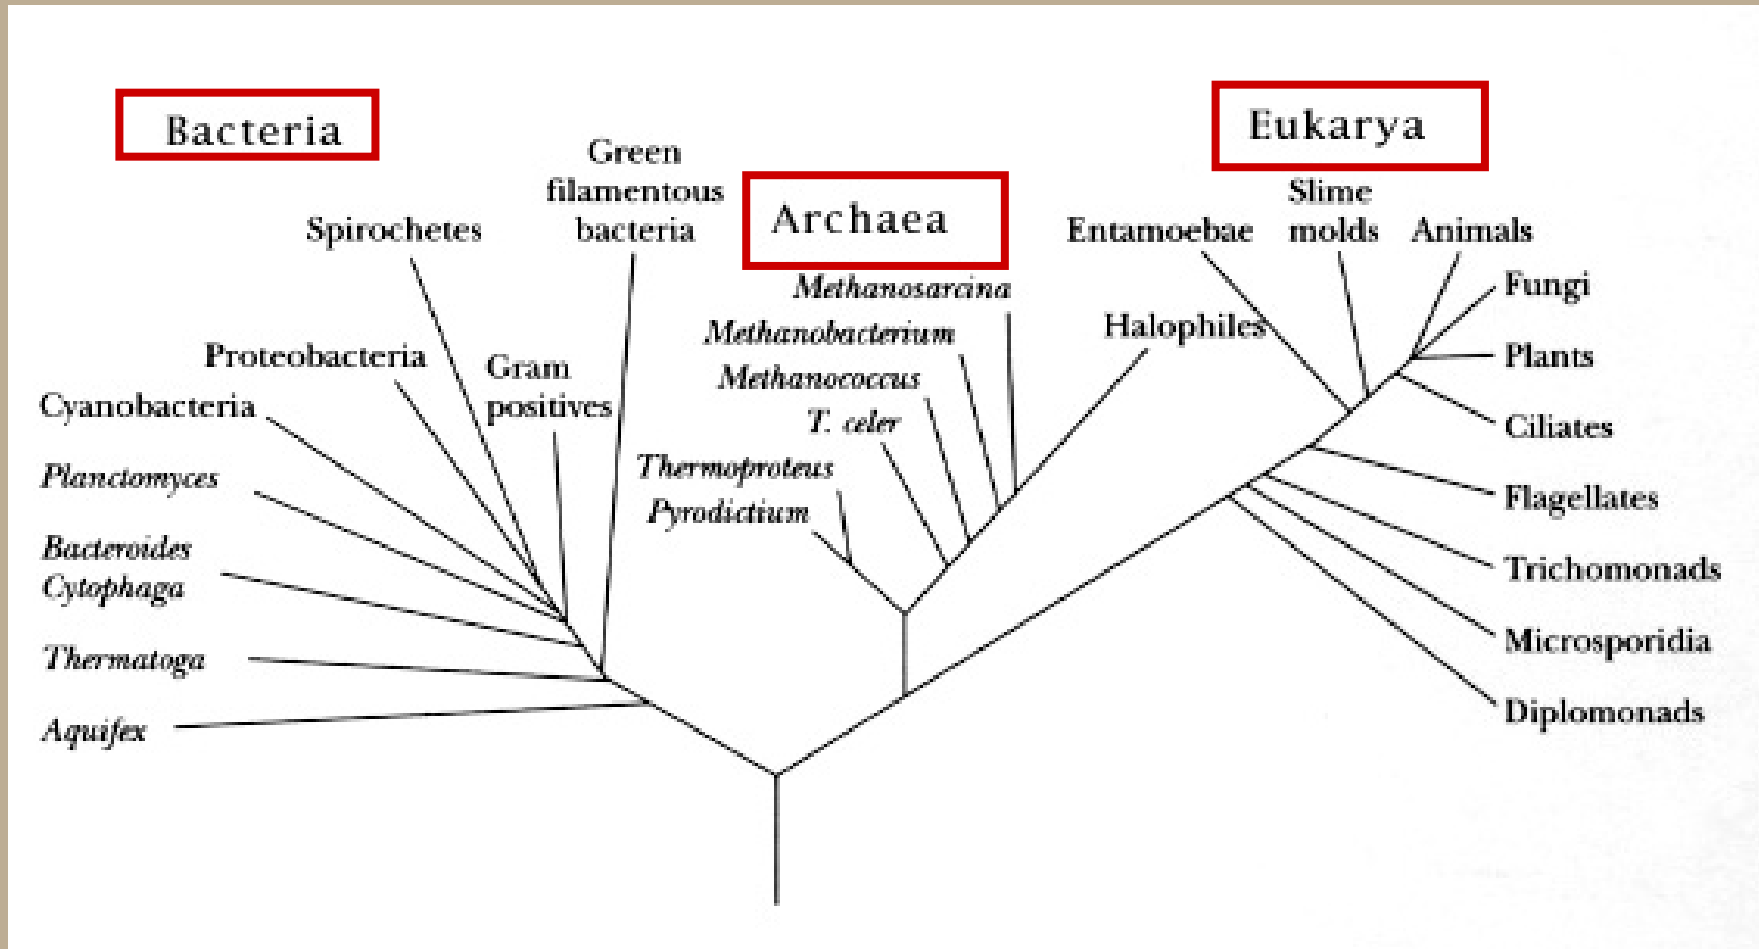 Bacteria
Eukarya
Green
filamentous
bacteria
Archaea
Slime
molds
Spirochetes
Entamoebae
Animals
Methanosarcina
Fungi
Methanobacterium
Halophiles
Proteobacteria
Gram
positives
Plants
Methanococcus
Cyanobacteria
T. celer
Ciliates
Thermoproteus
Planctomyces
Flagellates
Pyrodictium
Bacteroides
Cytophaga
Trichomonads
Thermatoga
Microsporidia
Aquifex
Diplomonads